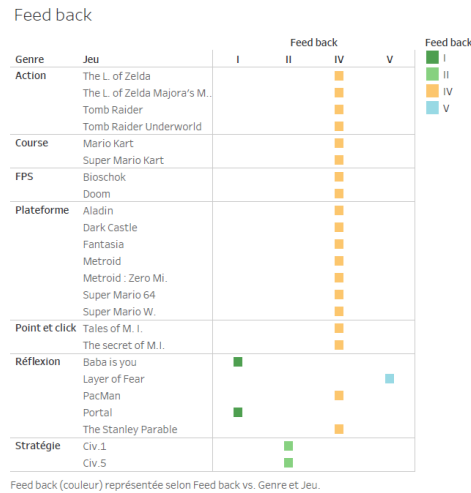 Feed back
Feed back Feed back
Genre Jeu I II IV V I
II
IV
V
Action The L. of Zelda
The L. of Zelda Majora's M..
Tomb Raider
Tomb Raider Underworld
Course Mario Kart
Super Mario Kart
FPS Bioschok
Doom
Plateforme Aladin
Dark Castle
Fantasia
Metroid
Metroid : Zero Mi..
Super Mario 64
Super Mario W.
Point et click Tales of M. I.
The secret of M.I.
Réflexion Baba is you
Layer of Fear
PacMan
Portal
The Stanley Parable
Stratégie Civ.1
Civ.5
Feed back (couleur) représentée selon Feed back vs. Genre et Jeu.